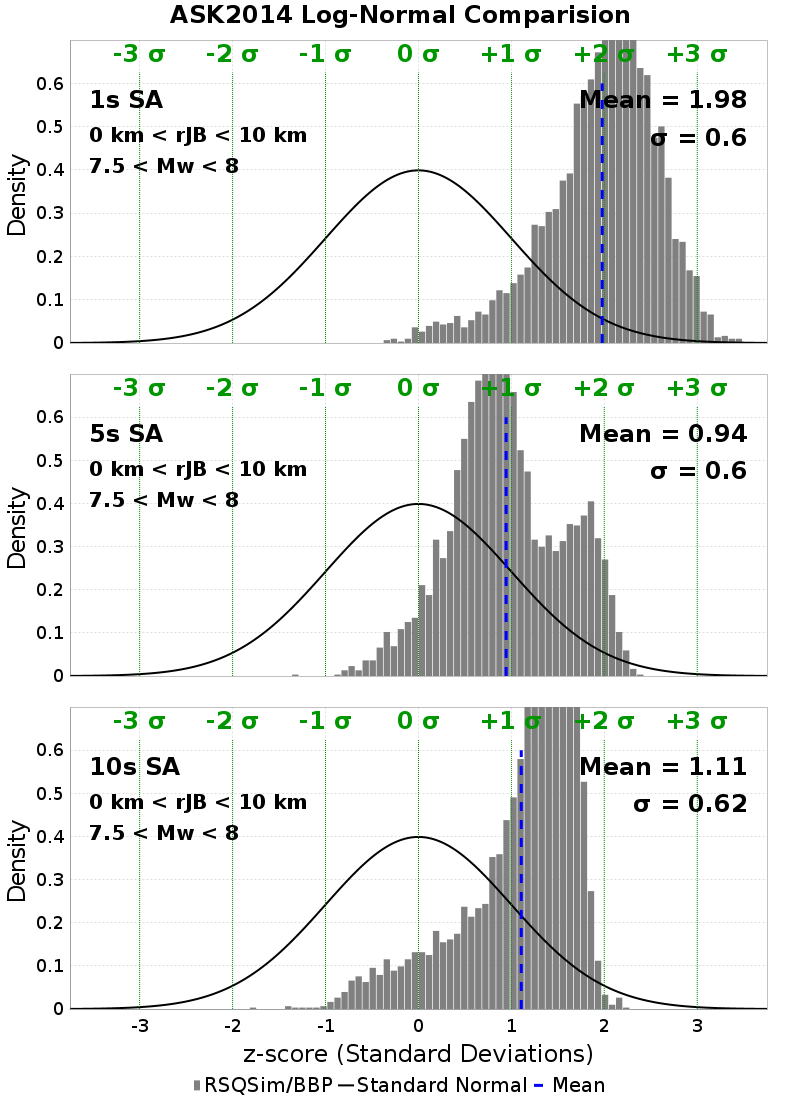 ASK2014 Log-Normal Comparision
-3 σ -2 σ -1 σ 0 σ +1 σ +2 σ +3 σ
1s SA
Mean = 1.98
0 km < rJB < 10 km
σ = 0.6
7.5 < Mw < 8
0.6
0.5
0.4
0.3
0.2
0.1
0
Density
-3 σ -2 σ -1 σ 0 σ +1 σ +2 σ +3 σ
5s SA
Mean = 0.94
0 km < rJB < 10 km
σ = 0.6
7.5 < Mw < 8
0.6
0.5
0.4
0.3
0.2
0.1
0
Density
-3 σ -2 σ -1 σ 0 σ +1 σ +2 σ +3 σ
10s SA
Mean = 1.11
0 km < rJB < 10 km
σ = 0.62
7.5 < Mw < 8
0.6
0.5
0.4
0.3
0.2
0.1
0
Density
-3 -2 -1 0 1 2 3
z-score (Standard Deviations)
RSQSim/BBP Standard Normal Mean